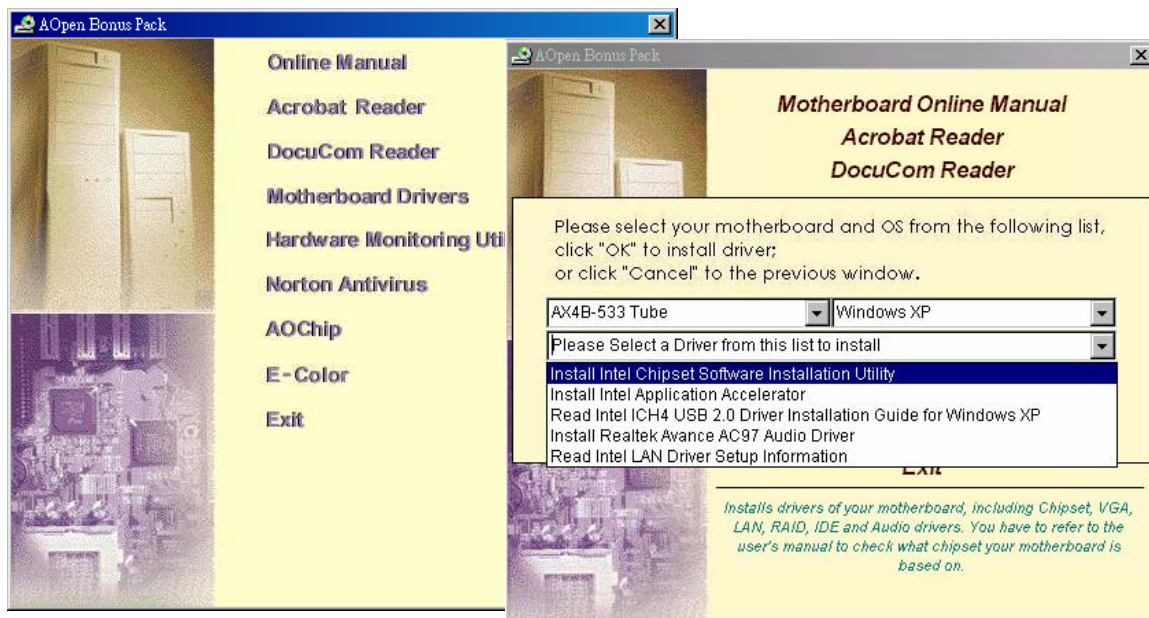 AOpen Bonus Pack
Online Manual
Acrobat Reader
DocuCom Reader
Motherboard Drivers
Hardware Monitoring Uti
Norton Antivirus
AOChip
E-Color
Exit
AOpen Bonus Pack
Motherboard Online Manual
Acrobat Reader
DocuCom Reader
Please select your motherboard and OS from the following list,
click "OK" to install driver;
or click "Cancel" to the previous window.
AX4B-533 Tube
Windows XP
Please Select a Driver from this list to install
Install Intel Chipset Software Installation Utility
Install Intel Application Accelerator
Read Intel ICH4 USB 2.0 Driver Installation Guide for Windows XP
Install Realtek Avance AC97 Audio Driver
Read Intel LAN Driver Setup Information
Exit
Installs drivers of your motherboard, including Chipset, VGA,
LAN, RAID, IDE and Audio drivers. You have to refer to the
user's manual to check what chipset your motherboard is
based on.